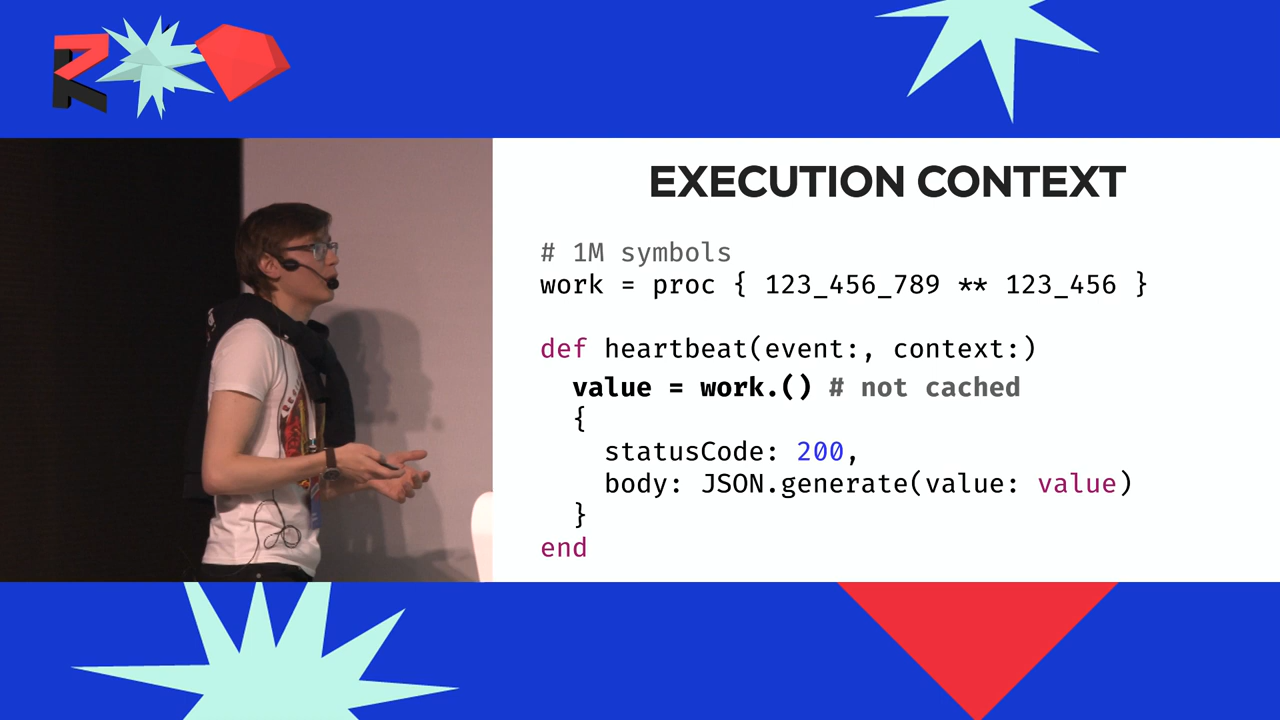 EXECUTION CONTEXT
# 1M symbols
work = proc { 123_456_789 ** 123_456 }
def heartbeat(event:, context:)
value = work.() # not cached
{
statusCode: 200,
body: JSON.generate(value: value)
}
end